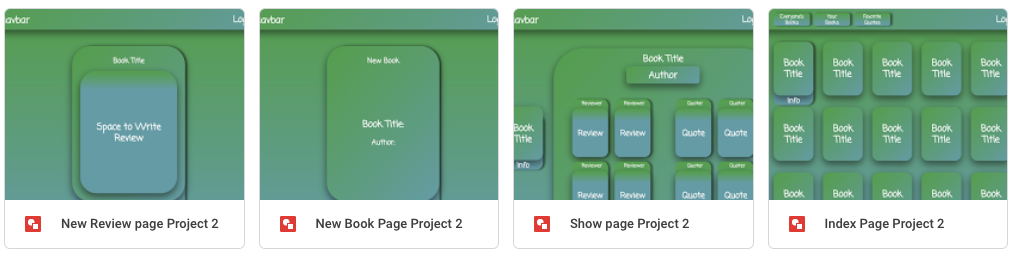 avbar
Lo
Book Title
Space to Write
Review
New Review page Project 2
avbar
Lo
New Book
Book Title:
Author:
New Book Page Project 2
avbar
Lo
Book Title
Author
Book
Title
Info
Reviewer
Reviewer
Quoter
Quoter
Review
Review
Quote
Quote
Reviewer
Reviewer
Quoter
Quoter
Review
Review
Quote
Quote
Show page Project 2
Everyone's
Books
Your
Books
Favorite
Quotes
Lo
Book
Title
Book
Title
Book
Title
Book
Title
Book
Title
Info
Book
Title
Book
Title
Book
Title
Book
Title
Book
Title
Book
Book
Book
Book
Book
Index Page Project 2